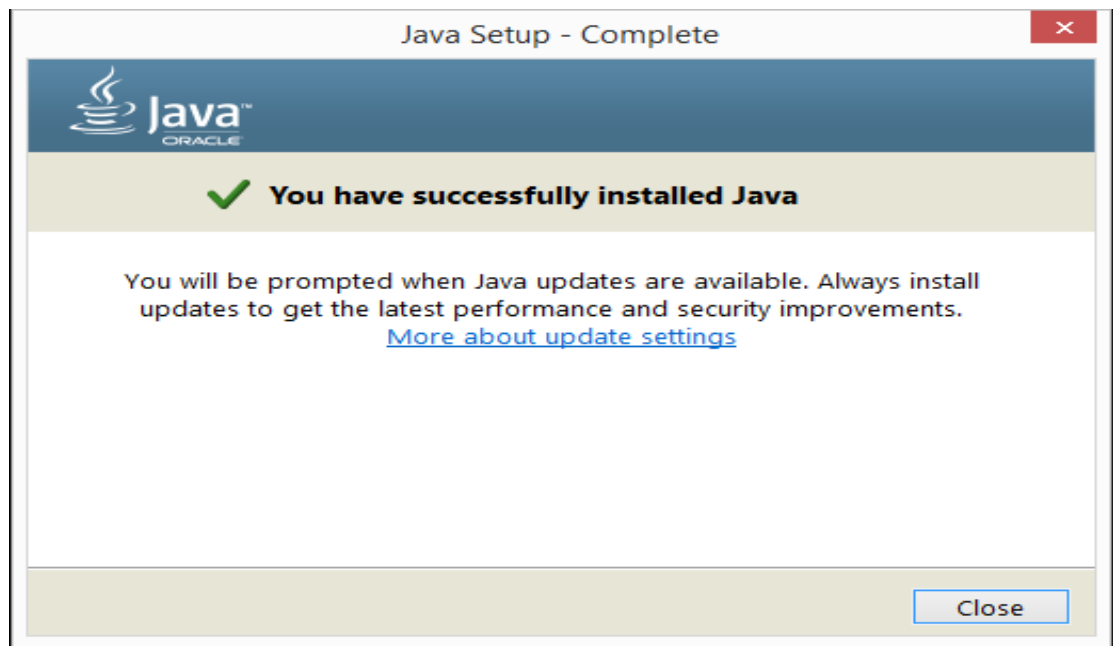 Java Setup - Complete
Java™
ORACLE
You have successfully installed Java
You will be prompted when Java updates are available. Always install
updates to get the latest performance and security improvements.
More about update settings
Close